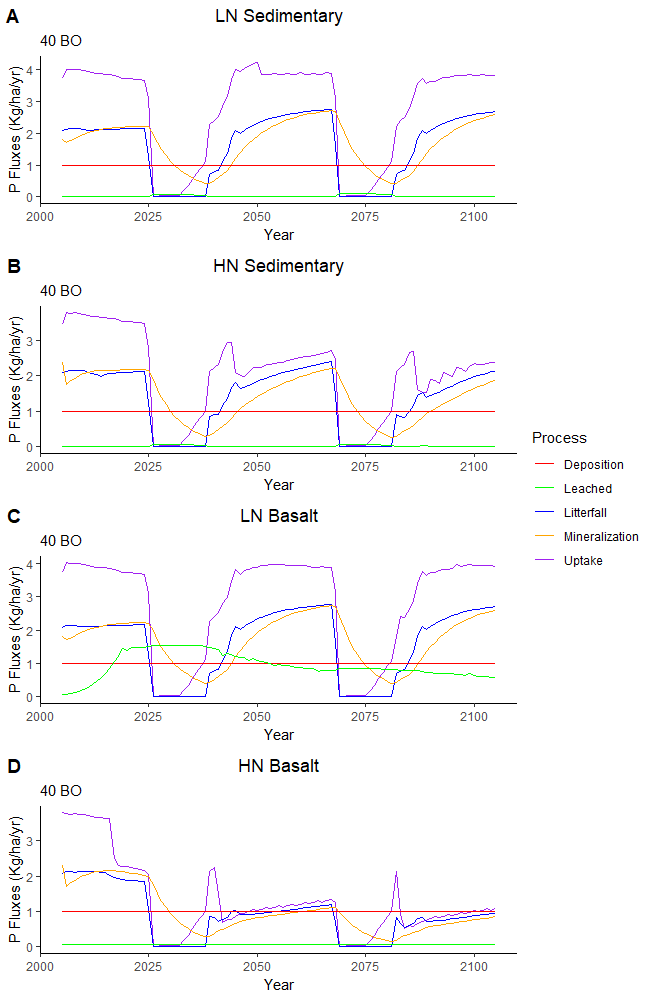 A
LN Sedimentary
40 BO
P Fluxes (Kg/ha/yr)
4
3
2
1
0
2000
2025
2050
2075
2100
Year
B
HN Sedimentary
40 BO
P Fluxes (Kg/ha/yr)
3
2
1
0
2000
2025
2050
2075
2100
Year
C
LN Basalt
40 BO
P Fluxes (Kg/ha/yr)
4
3
2
1
0
2000
2025
2050
2075
2100
Year
D
HN Basalt
40 BO
P Fluxes (Kg/ha/yr)
3
2
1
0
2000
2025
2050
2075
2100
Year
Process
Deposition
Leached
Litterfall
Mineralization
Uptake